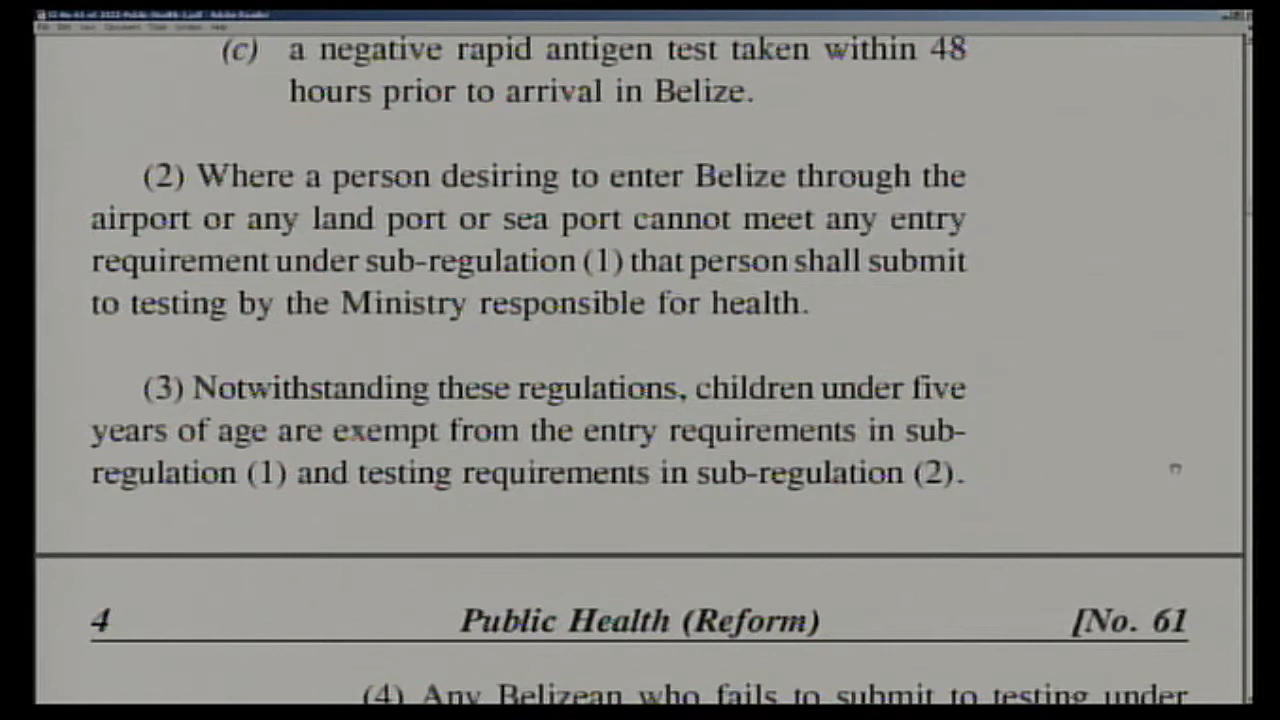 (c) a negative rapid antigen test taken within 48
hours prior to arrival in Belize.
(2) Where a person desiring to enter Belize through the
airport or any land port or sea port cannot meet any entry
requirement under sub-regulation (1) that person shall submit
to testing by the Ministry responsible for health.
(3) Notwithstanding these regulations, children under five
years of age are exempt from the entry requirements in sub-
regulation (1) and testing requirements in sub-regulation (2).
4 Public Health (Reform) [No. 61
(4) Any Belizean who fails to submit to testing under